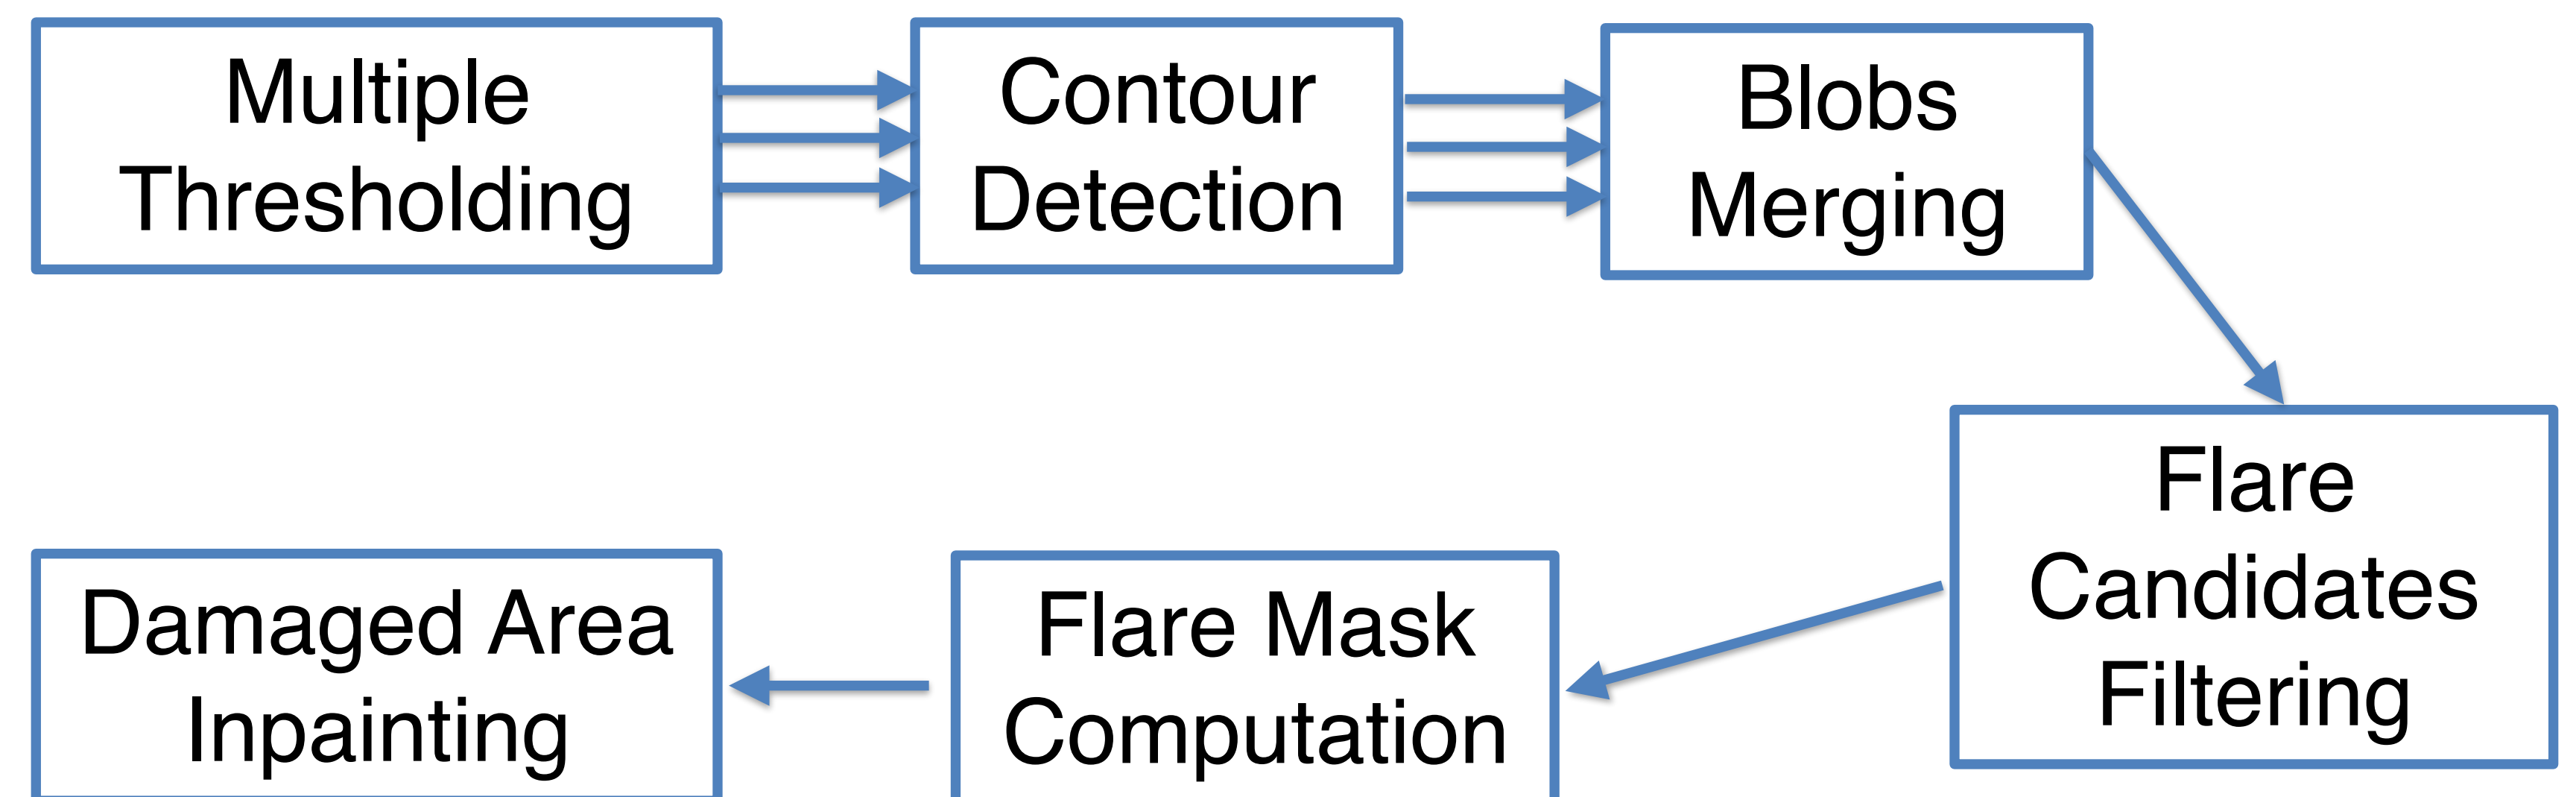 Multiple
Thresholding
Contour
Detection
Blobs
Merging
Flare
Candidates
Filtering
Flare Mask
Computation
Damaged Area
Inpainting